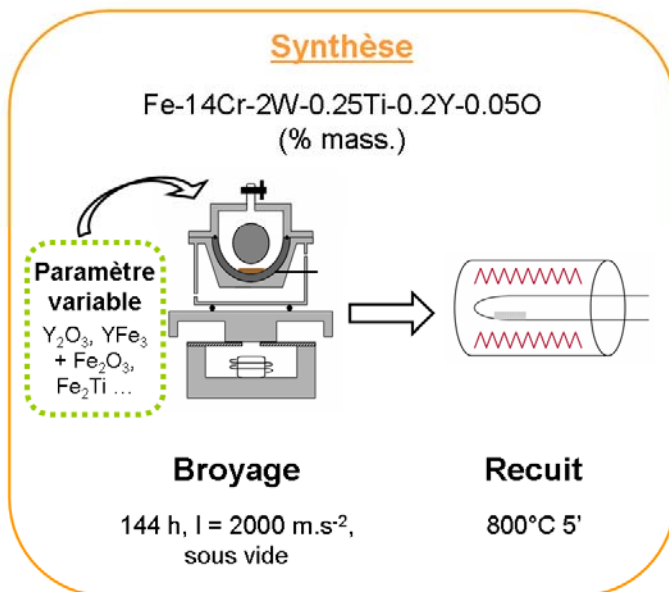 Synthèse
Fe-14Cr-2W-0.25Ti-0.2Y-0.05O
(% mass.)
Paramètre
variable
Y₂O₃, YFe₃
+ Fe₂O₃,
Fe₂Ti ...
Broyage
144 h, I = 2000 m.s⁻²,
sous vide
Recuit
800°C 5'